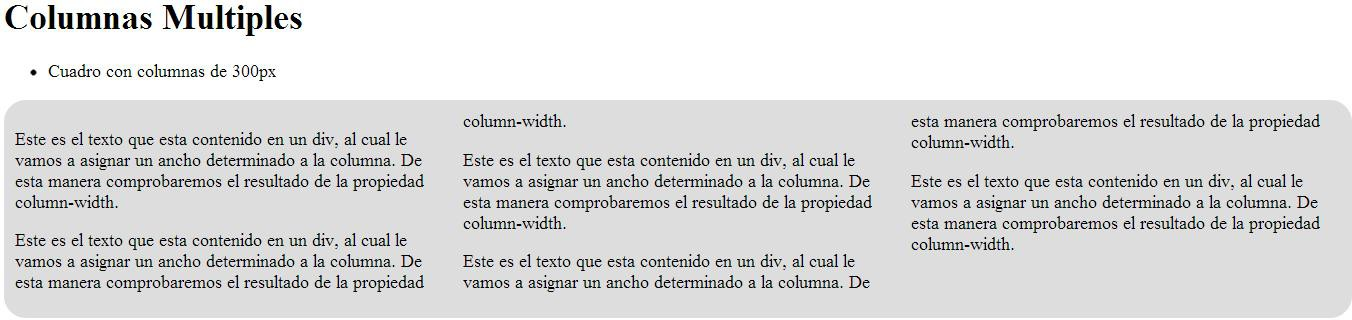 Columnas Multiples
• Cuadro con columnas de 300px
Este es el texto que esta contenido en un div, al cual le
vamos a asignar un ancho determinado a la columna. De
esta manera comprobaremos el resultado de la propiedad
column-width.
Este es el texto que esta contenido en un div, al cual le
vamos a asignar un ancho determinado a la columna. De
esta manera comprobaremos el resultado de la propiedad
column-width.
Este es el texto que esta contenido en un div, al cual le
vamos a asignar un ancho determinado a la columna. De
esta manera comprobaremos el resultado de la propiedad
column-width.
Este es el texto que esta contenido en un div, al cual le
vamos a asignar un ancho determinado a la columna. De
esta manera comprobaremos el resultado de la propiedad
column-width.
Este es el texto que esta contenido en un div, al cual le
vamos a asignar un ancho determinado a la columna. De
esta manera comprobaremos el resultado de la propiedad
column-width.